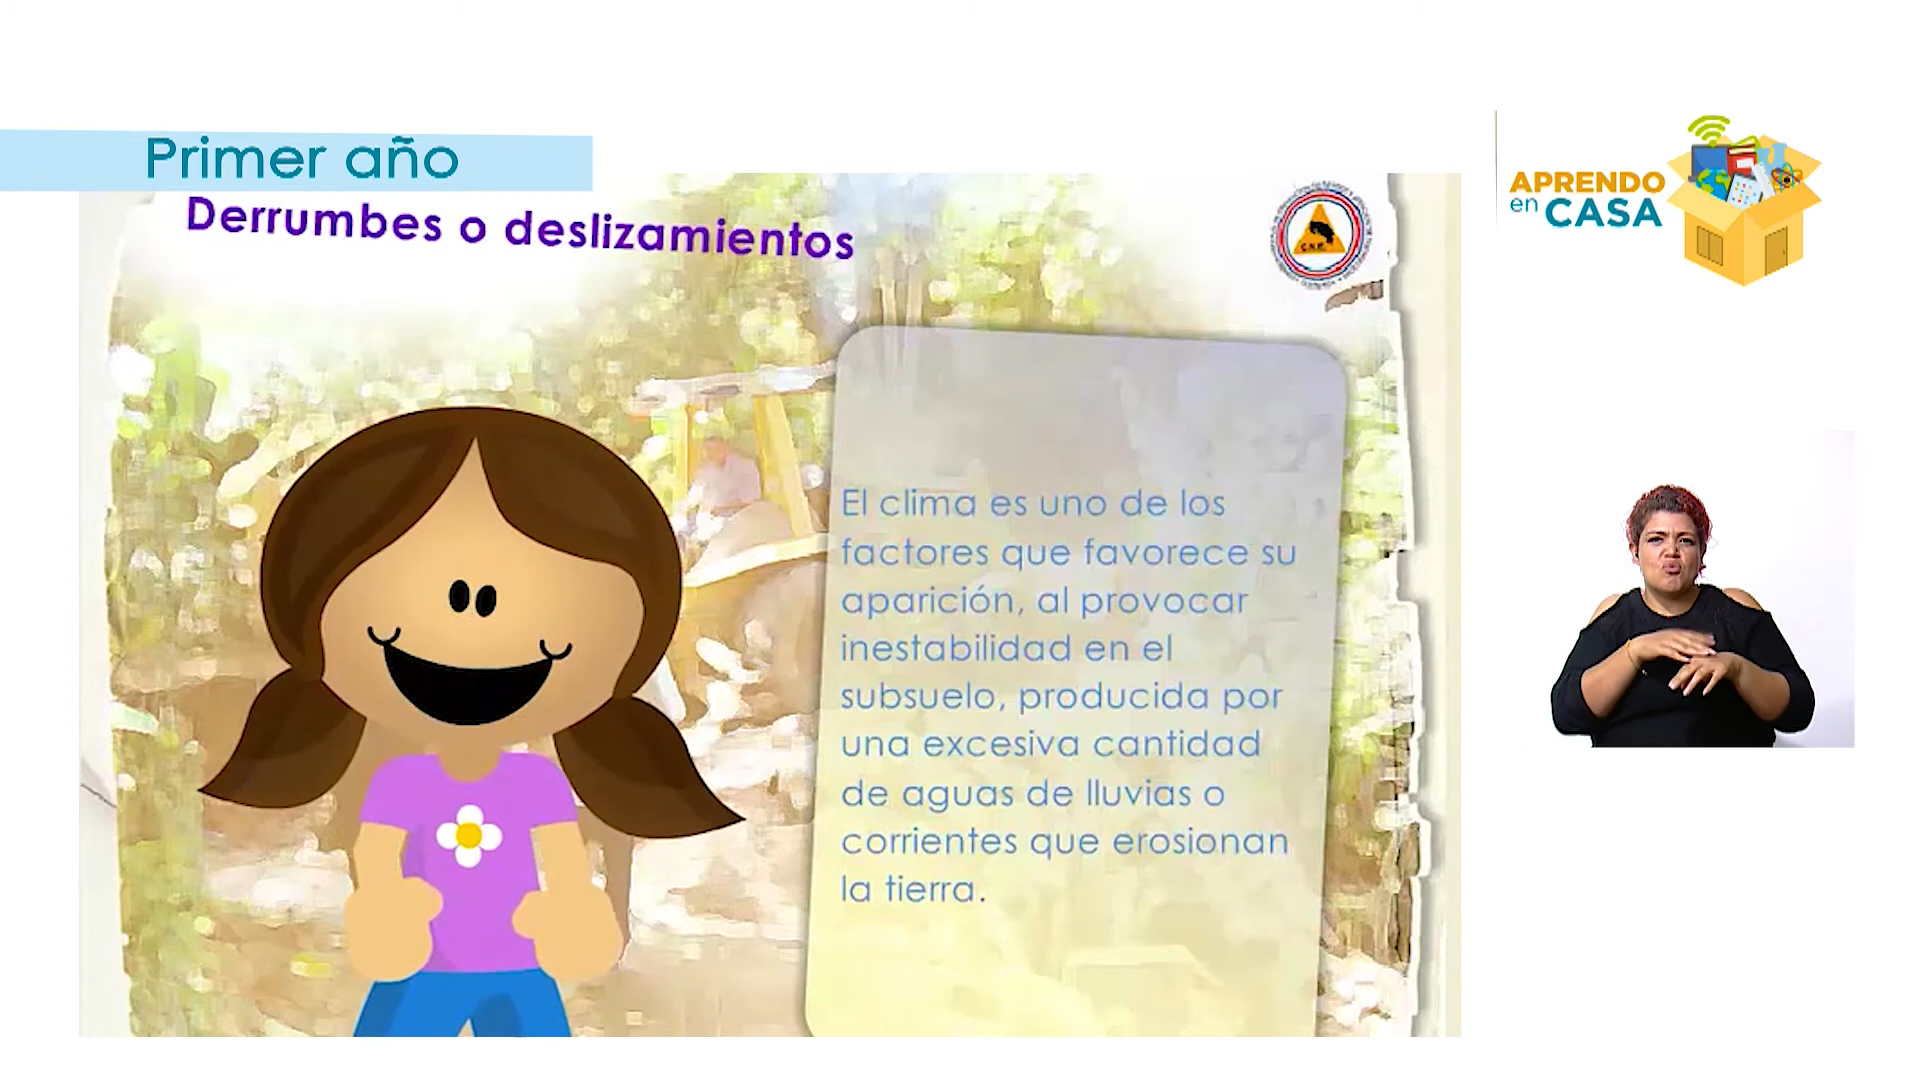 Primer año
Derrumbes o deslizamientos
C.N.E.
APRENDO
en CASA
El clima es uno de los
factores que favorece su
aparición, al provocar
inestabilidad en el
subsuelo, producida por
una excesiva cantidad
de aguas de lluvias o
corrientes que erosionan
la tierra.